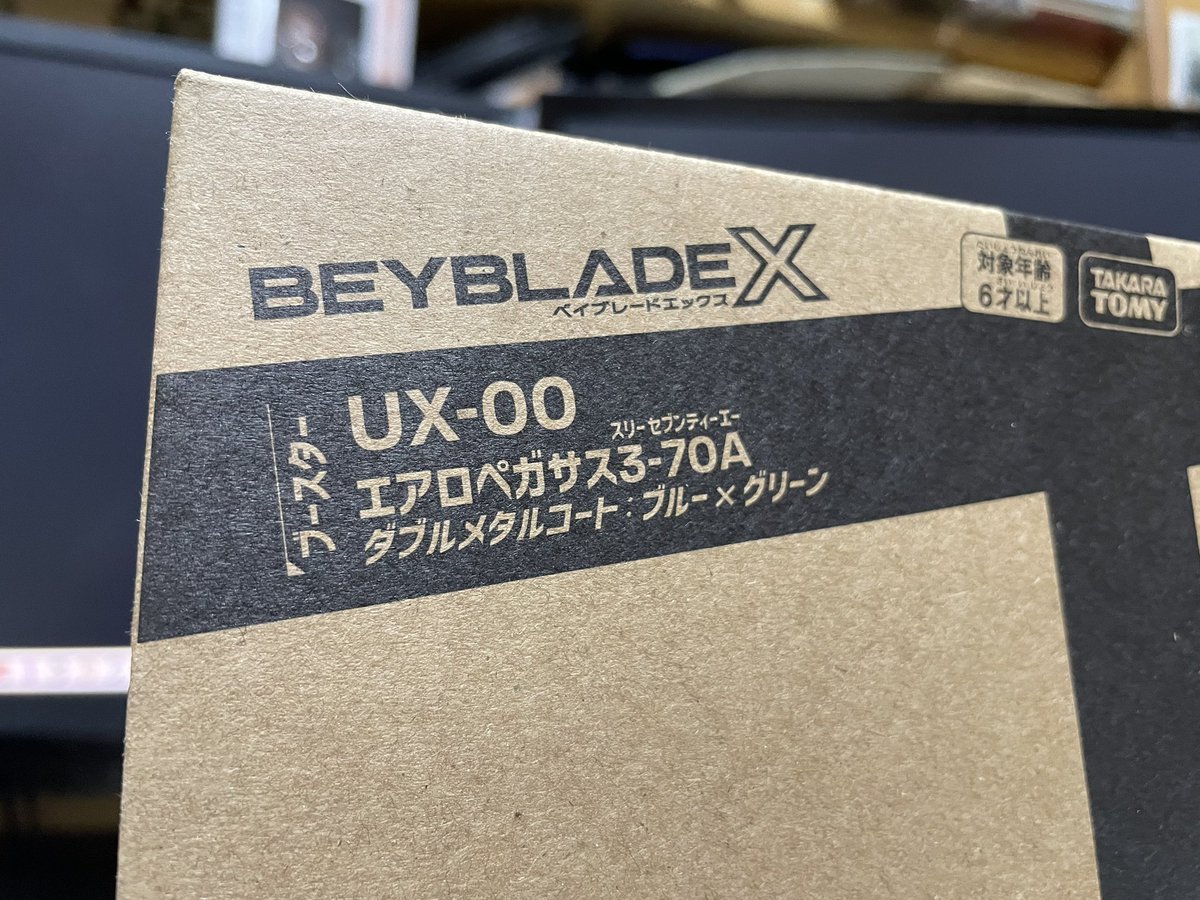 BEYBLADE X
ベイブレードエックス
対象年齢
6才以上
TAKARA
TOMY
ブースター
UX-00
スリーセブンティーエー
エアロペガサス3-70A
ダブルメタルコート:ブルー×グリーン